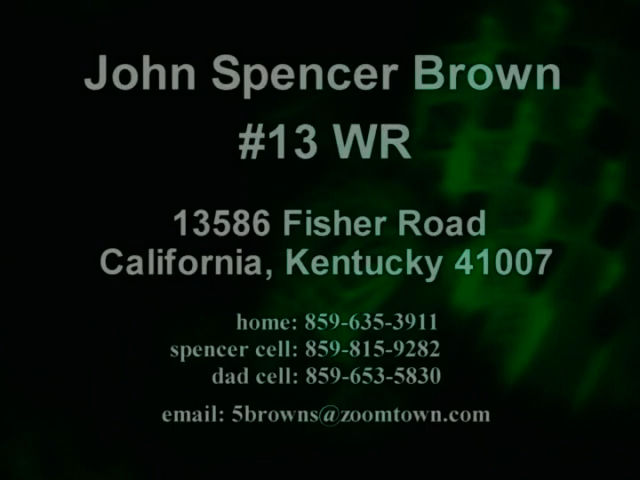 John Spencer Brown
#13 WR
13586 Fisher Road
California, Kentucky 41007
home: 859-635-3911
spencer cell: 859-815-9282
dad cell: 859-653-5830
email: 5browns@zoomtown.com